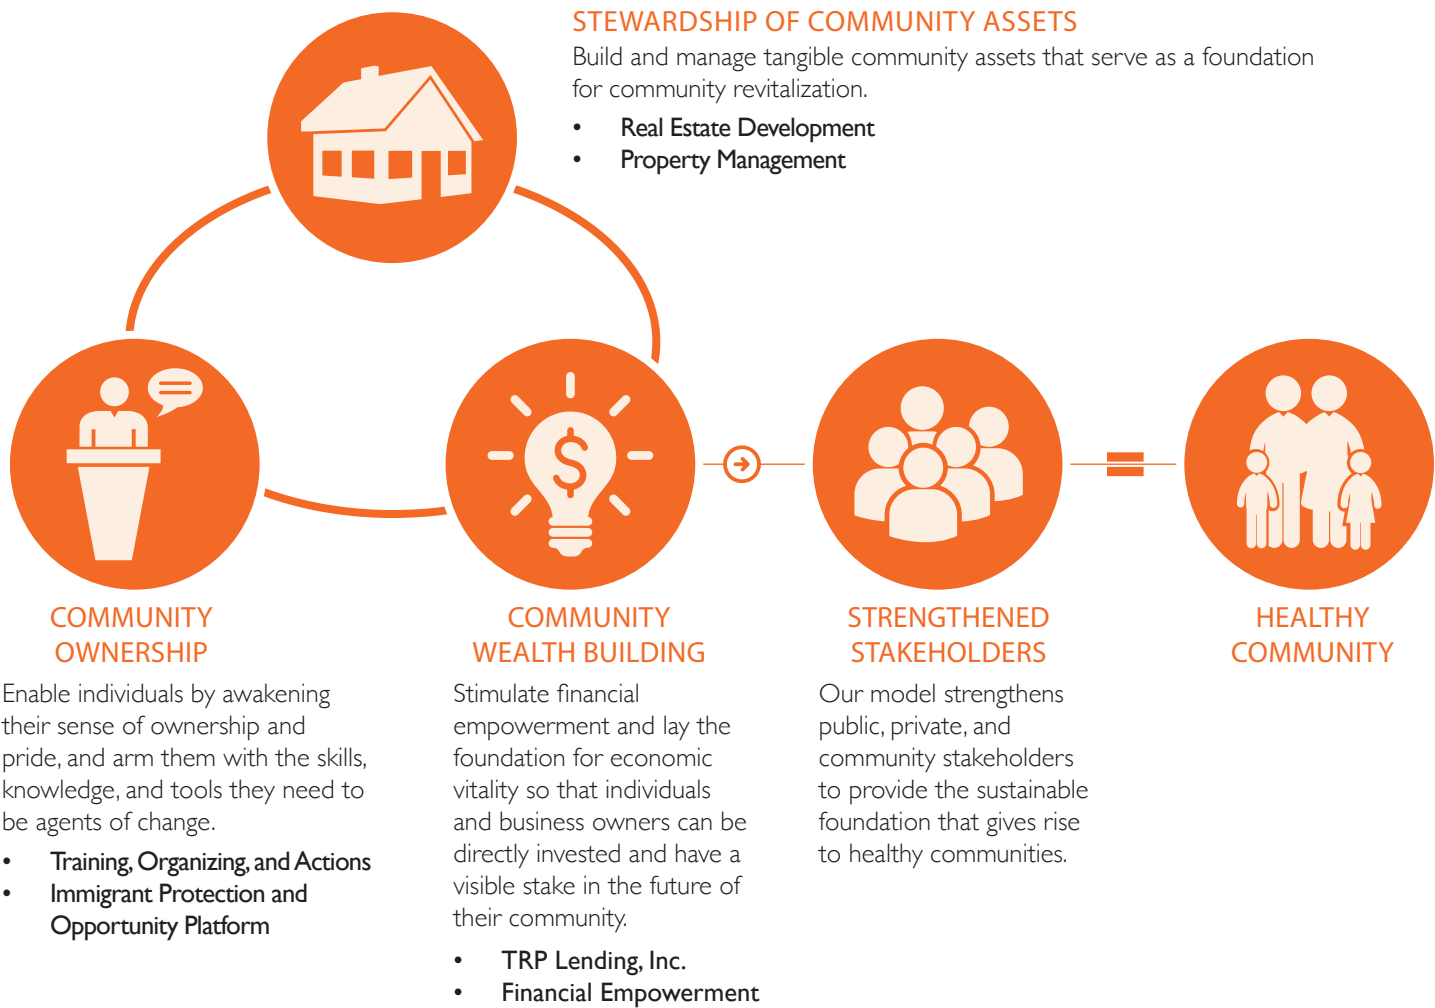 STEWARDSHIP OF COMMUNITY ASSETS
Build and manage tangible community assets that serve as a foundation
for community revitalization.
• Real Estate Development
• Property Management
$
COMMUNITY
OWNERSHIP
Enable individuals by awakening
their sense of ownership and
pride, and arm them with the skills,
knowledge, and tools they need to
be agents of change.
• Training, Organizing, and Actions
• Immigrant Protection and
Opportunity Platform
COMMUNITY
WEALTH BUILDING
Stimulate financial
empowerment and lay the
foundation for economic
vitality so that individuals
and business owners can be
directly invested and have a
visible stake in the future of
their community.
• TRP Lending, Inc.
• Financial Empowerment
STRENGTHENED
STAKEHOLDERS
Our model strengthens
public, private, and
community stakeholders
to provide the sustainable
foundation that gives rise
to healthy communities.
HEALTHY
COMMUNITY